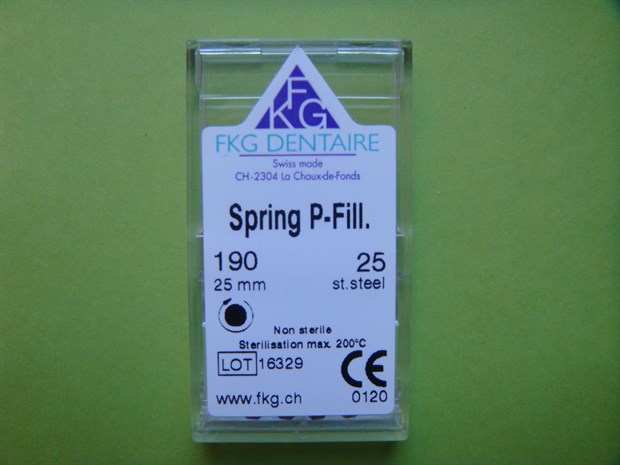 FKG
FKG DENTAIRE
Swiss made
CH-2304 La Chaux-de-Fonds
Spring P-Fill.
190 25
25 mm st.steel
Non sterile
Sterilisation max. 200°C
LOT 16329
CE
www.fkg.ch 0120